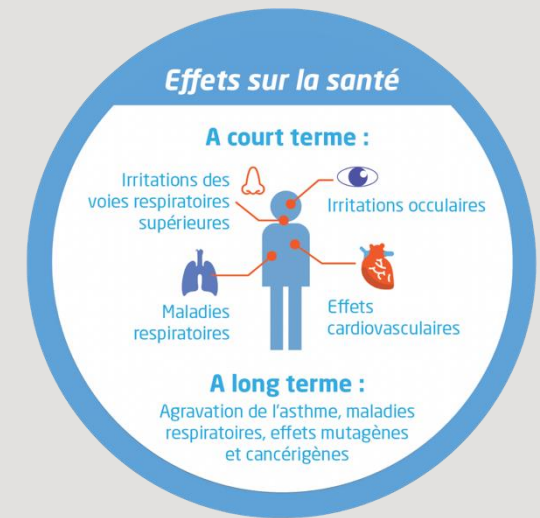 Effets sur la santé
A court terme :
Irritations des
voies respiratoires
supérieures
Irritations occulaires
Maladies
respiratoires
Effets
cardiovasculaires
A long terme :
Agravation de l'asthme, maladies
respiratoires, effets mutagènes
et cancérigènes